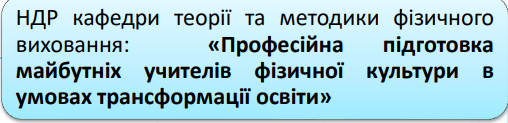 НДР кафедри теорії та методики фізичного
виховання: «Професійна підготовка
майбутніх учителів фізичної культури в
умовах трансформації освіти»